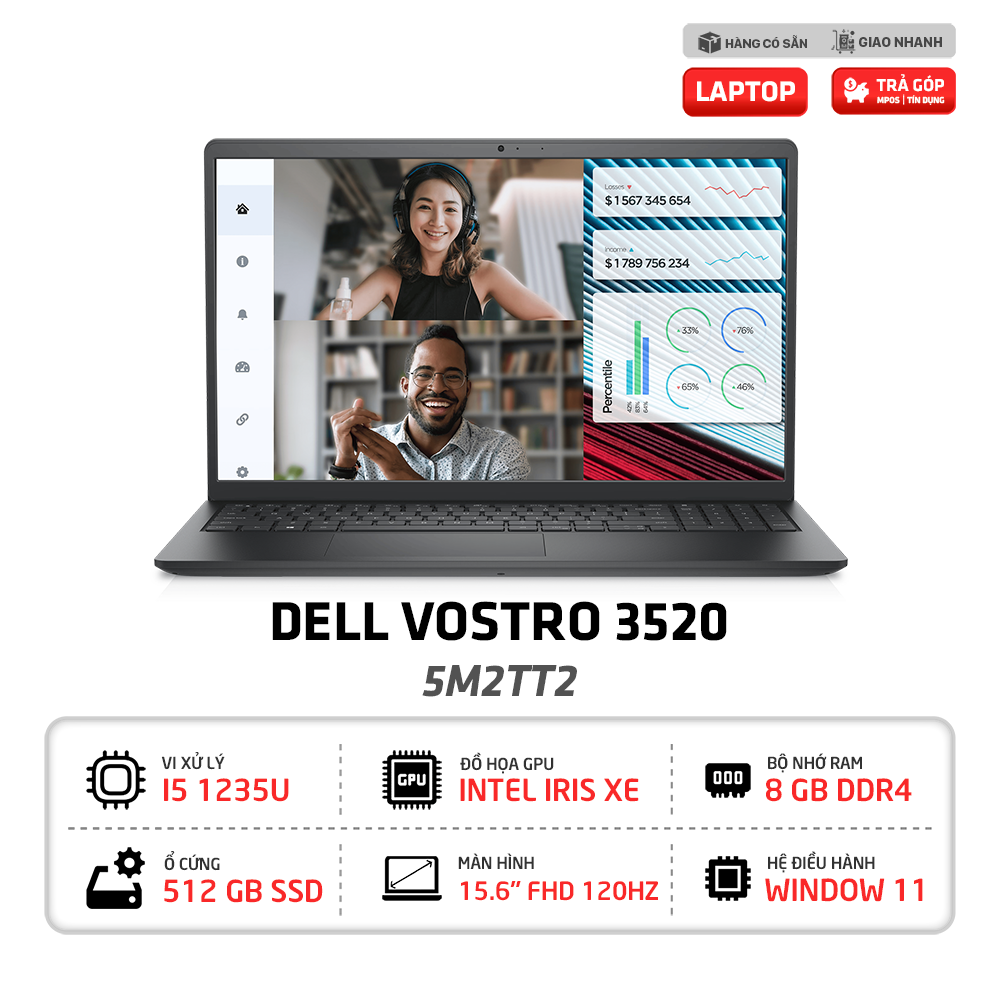 HÀNG CÓ SẴN
GIAO NHANH
LAPTOP
TRẢ GÓP
MPOS | TÍN DỤNG
Losses ▼
$ 1 567 345 654
Income ▲
$ 1 789 756 234
Percentile
42%
83%
64%
33%
76%
65%
46%
DELL VOSTRO 3520
5M2TT2
VI XỬ LÝ
I5 1235U
GPU
ĐỒ HỌA GPU
INTEL IRIS XE
BỘ NHỚ RAM
8 GB DDR4
Ổ CỨNG
512 GB SSD
MÀN HÌNH
15.6” FHD 120HZ
HỆ ĐIỀU HÀNH
WINDOW 11